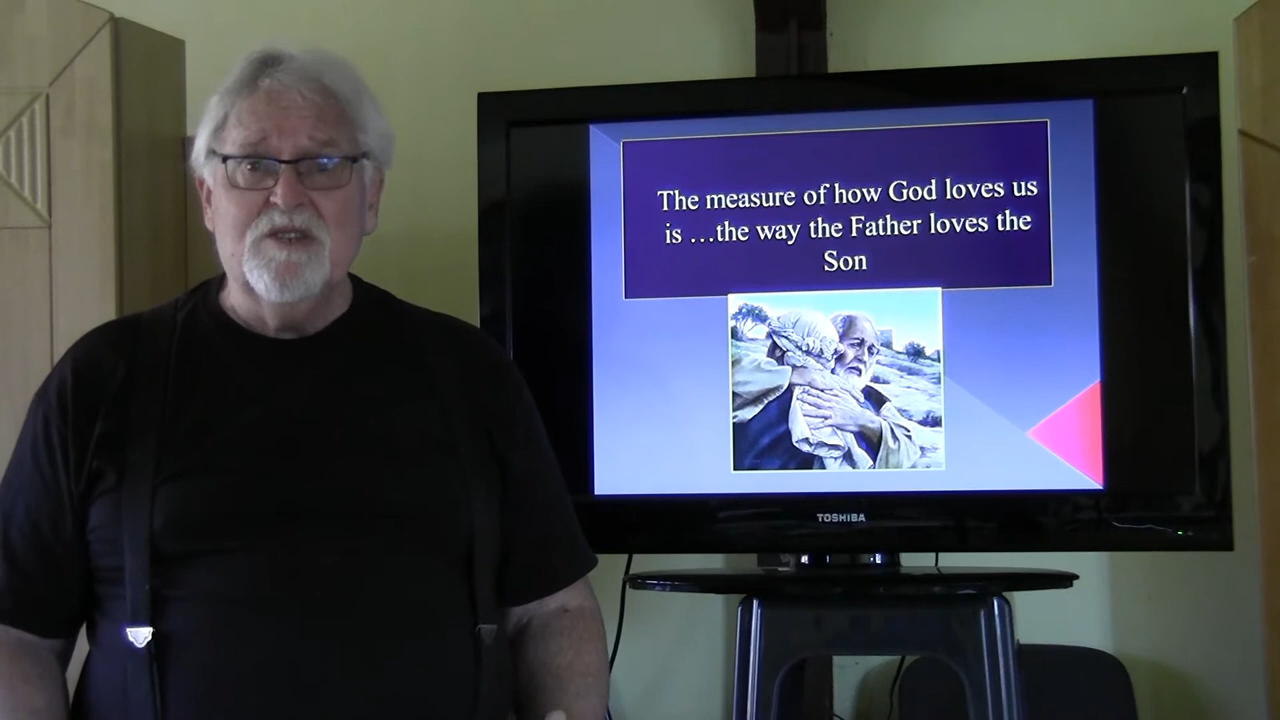 The measure of how God loves us
is ...the way the Father loves the
Son
TOSHIBA